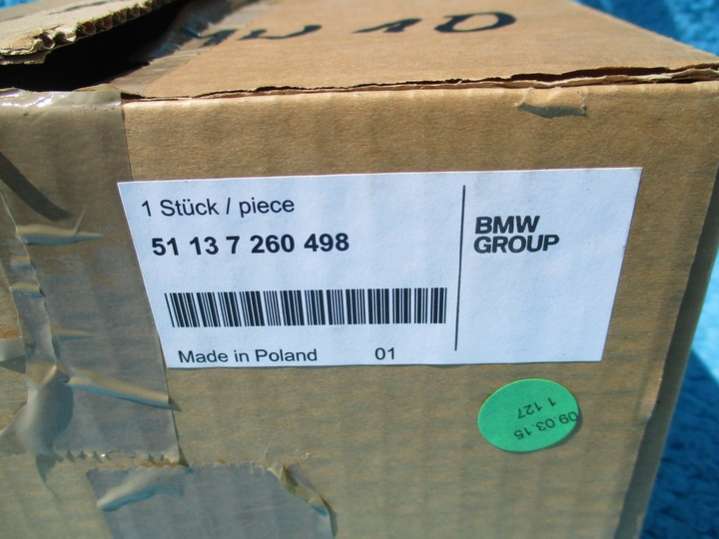 1 Stück / piece
51 13 7 260 498
Made in Poland 01
BMW
GROUP
09.03.15
1 127